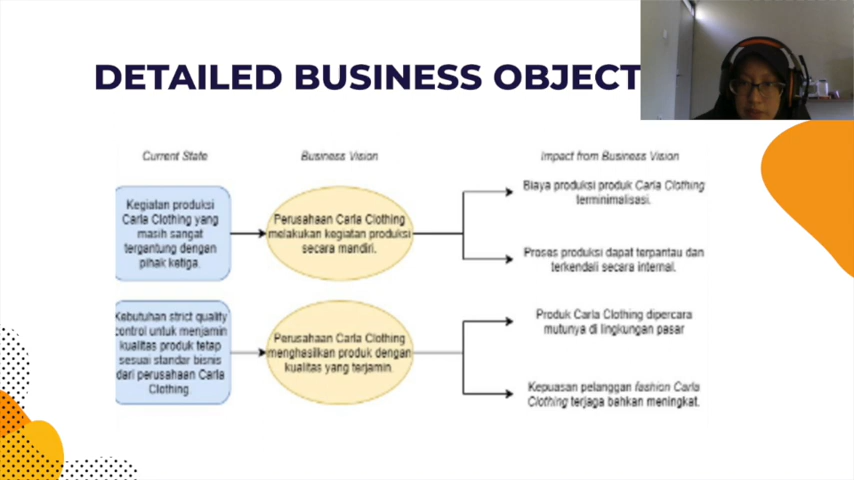 DETAILED BUSINESS OBJECT
Current State
Business Vision
Impact from Business Vision
Kegiatan produksi
Carla Clothing yang
masih sangat
tergantung dengan
pihak ketiga.
Perusahaan Carla Clothing
melakukan kegiatan produksi
secara mandiri.
Biaya produksi produk Carla Clothing
terminimalisasi.
Proses produksi dapat terpantau dan
terkendali secara internal.
Kebutuhan strict quality
control untuk menjamin
kualitas produk tetap
sesuai standar bisnis
dari perusahaan Carla
Clothing.
Perusahaan Carla Clothing
menghasilkan produk dengan
kualitas yang terjamin.
Produk Carla Clothing dipercara
mutunya di lingkungan pasar
Kepuasan pelanggan fashion Carla
Clothing terjaga bahkan meningkat.